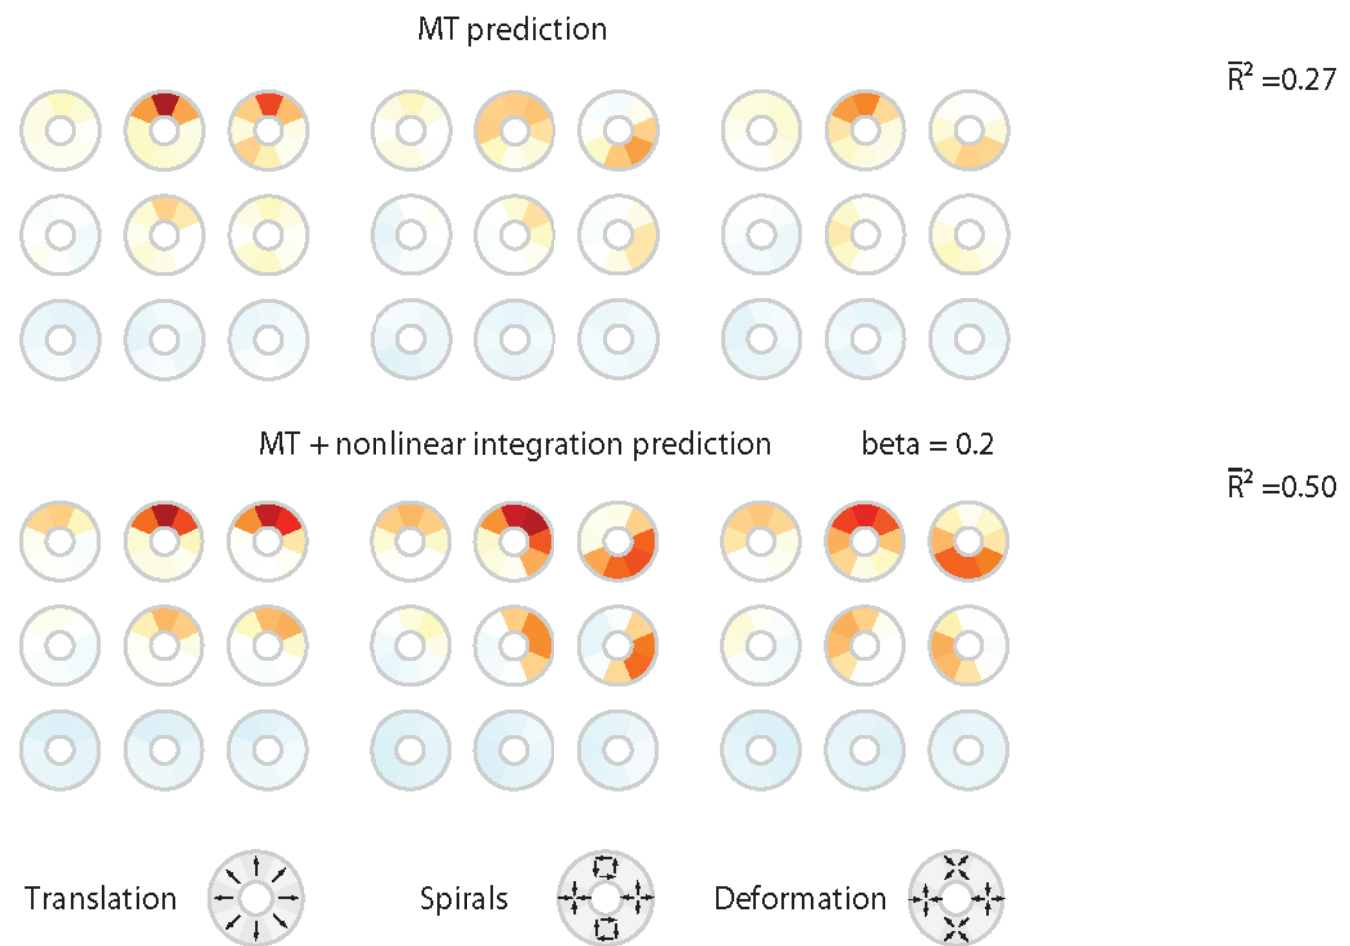 MT prediction
R̅² =0.27
MT + nonlinear integration prediction beta = 0.2
R̅² =0.50
Translation Spirals Deformation